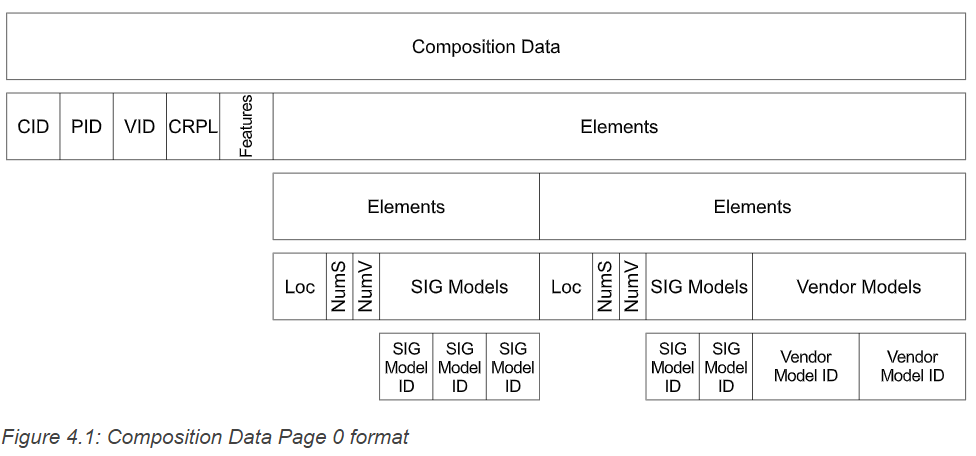 Composition Data
CID PID VID CRPL Features Elements
Elements Elements
Loc NumS NumV SIG Models Loc NumS NumV SIG Models Vendor Models
SIG Model ID SIG Model ID SIG Model ID SIG Model ID SIG Model ID Vendor Model ID Vendor Model ID
Figure 4.1: Composition Data Page 0 format